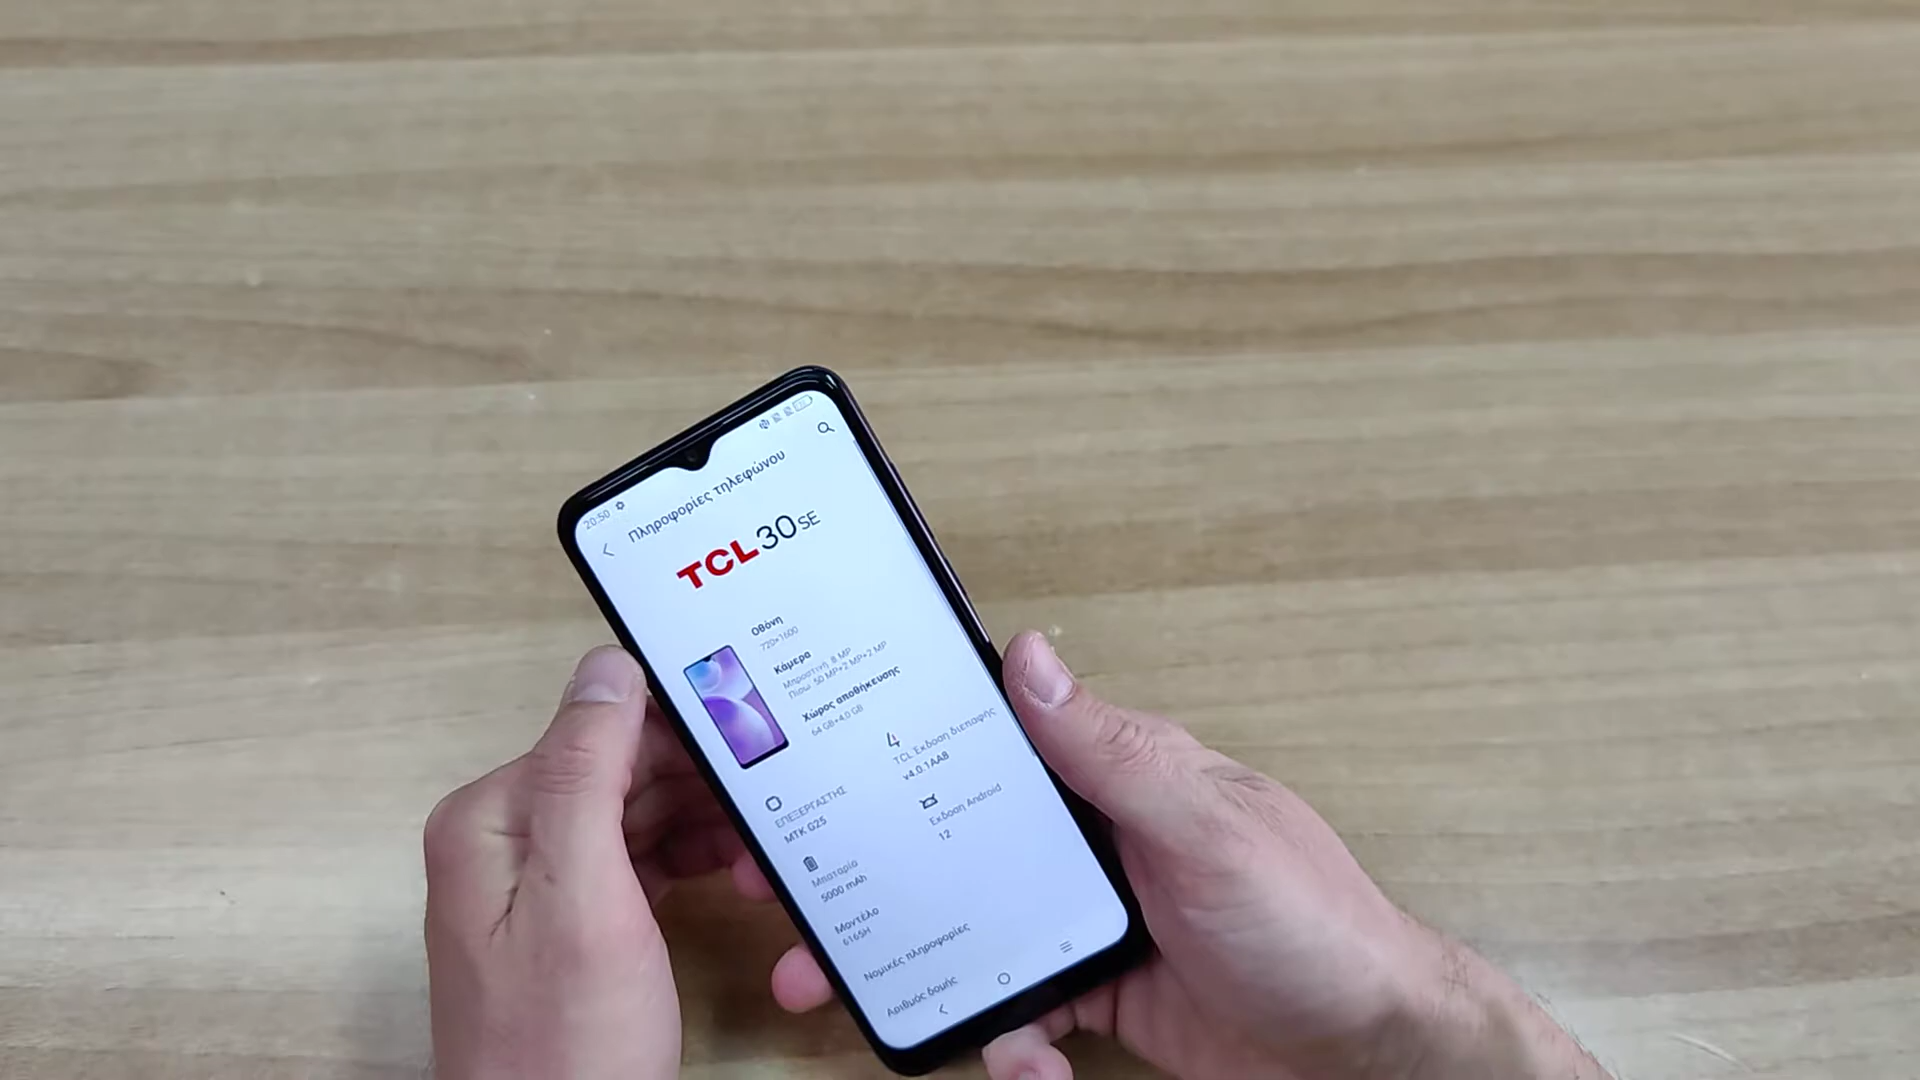 20:50
Πληροφορίες τηλεφώνου
TCL 30 SE
Οθόνη
720×1600
Κάμερα
Μπροστινή 8 MP
Πίσω 50 MP+2 MP+2 MP
Χώρος αποθήκευσης
64 GB+4.0 GB
ΕΠΕΞΕΡΓΑΣΤΗΣ
MTK G25
TCL Έκδοση διεπαφής
v4.0.1AA8
Μπαταρία
5000 mAh
Έκδοση Android
12
Μοντέλο
6165H
Νομικές πληροφορίες
Αριθμός δομής